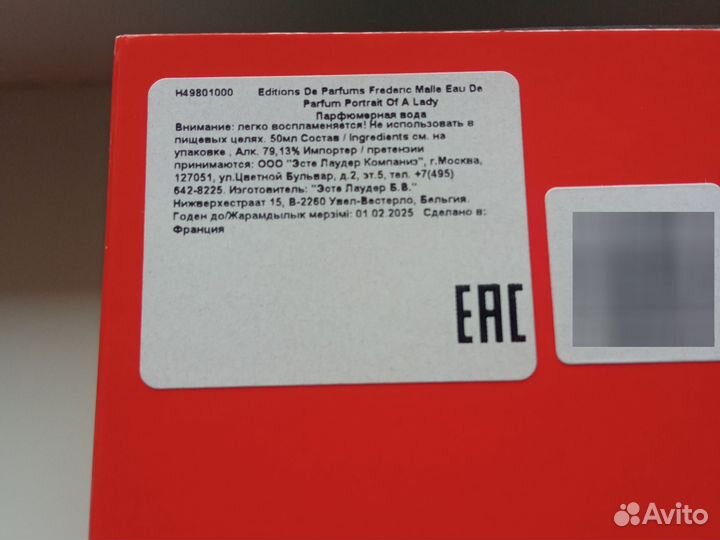 H49801000 Editions De Parfums Frederic Malle Eau De
Parfum Portrait Of A Lady
Парфюмерная вода
Внимание: легко воспламеняется! Не использовать в
пищевых целях. 50мл Состав / Ingredients см. на
упаковке , Алк. 79,13% Импортер / претензии
принимаются: ООО "Эсте Лаудер Компаниз", г.Москва,
127051, ул.Цветной Бульвар, д.2, эт.5, тел. +7(495)
642-8225. Изготовитель: "Эсте Лаудер Б.В."
Нижверхестраат 15, B-2260 Увел-Вестерло, Бельгия.
Годен до/Жарамдылык мерзімі: 01 02 2025 Сделано в:
Франция
EAC
Avito